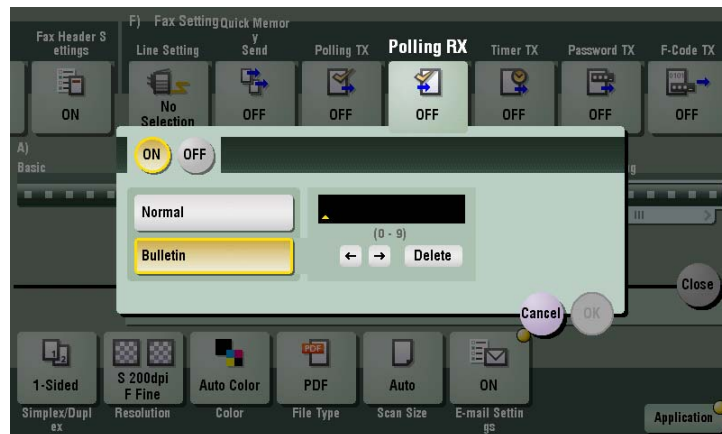 F) Fax Setting
Quick Memor
y
Send
Fax Header S
ettings
Line Setting
Polling TX
Polling RX
Timer TX
Password TX
F-Code TX
ON
No
Selection
OFF
OFF
OFF
OFF
OFF
OFF
A)
Basic
ON
OFF
g
Normal
Bulletin
(0 - 9)
← → Delete
Close
Cancel
OK
1-Sided
S 200dpi
F Fine
Auto Color
PDF
PDF
Auto
ON
Simplex/Dupl
ex
Resolution
Color
File Type
Scan Size
E-mail Settin
gs
Application